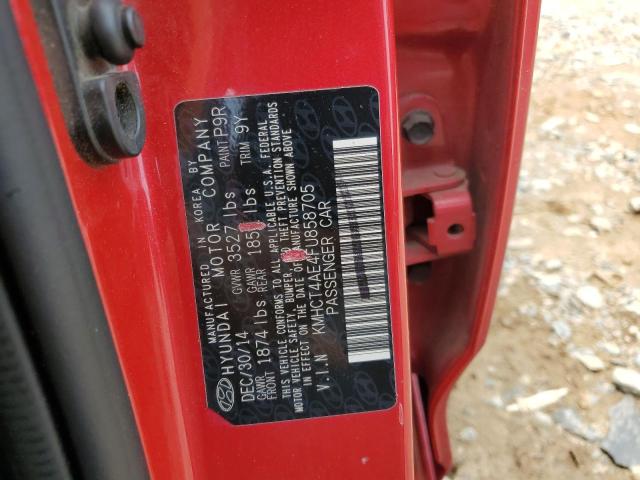 MANUFACTURED IN KOREA BY
HYUNDAI MOTOR COMPANY
DEC/30/14 GVWR 3527 lbs PAINT P9R
GAWR FRONT 1874 lbs GAWR REAR lbs TRIM 9Y
THIS VEHICLE CONFORMS TO ALL APPLICABLE U.S.A. FEDERAL
MOTOR VEHICLE SAFETY, BUMPER, THEFT PREVENTION STANDARDS
IN EFFECT ON THE DATE OF MANUFACTURE SHOWN ABOVE
V.I.N KMHCT4AE4FU858705
PASSENGER CAR